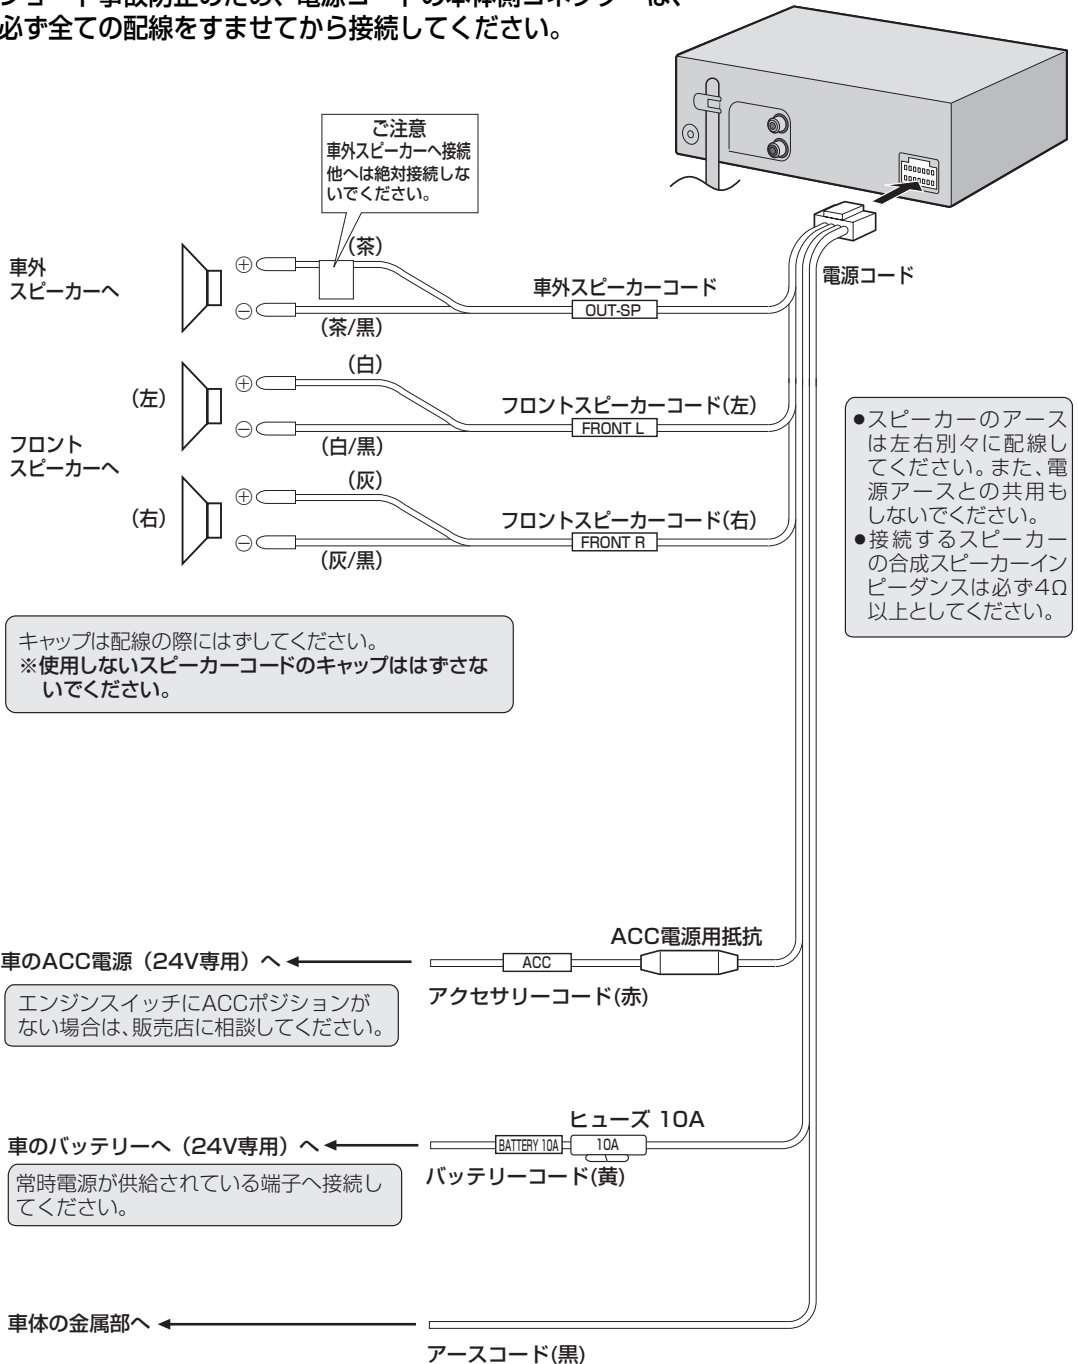 必ず全ての配線をすませてから接続してください。
ご注意
車外スピーカーへ接続
他へは絶対接続しな
いでください。
車外
スピーカーへ
⊕
(茶)
⊖
(茶/黒)
車外スピーカーコード
OUT-SP
電源コード
フロント
スピーカーへ
(左)
⊕
(白)
⊖
(白/黒)
フロントスピーカーコード(左)
FRONT L
(右)
⊕
(灰)
⊖
(灰/黒)
フロントスピーカーコード(右)
FRONT R
●スピーカーのアース
は左右別々に配線し
てください。また、電
源アースとの共用も
しないでください。
●接続するスピーカー
の合成スピーカーイン
ピーダンスは必ず4Ω
以上としてください。
キャップは配線の際にはずしてください。
※使用しないスピーカーコードのキャップははずさな
いでください。
車のACC電源（24V専用）へ
ACC
ACC電源用抵抗
アクセサリーコード(赤)
エンジンスイッチにACCポジションが
ない場合は、販売店に相談してください。
車のバッテリーへ（24V専用）へ
BATTERY 10A
10A
ヒューズ 10A
バッテリーコード(黄)
常時電源が供給されている端子へ接続し
てください。
車体の金属部へ
アースコード(黒)